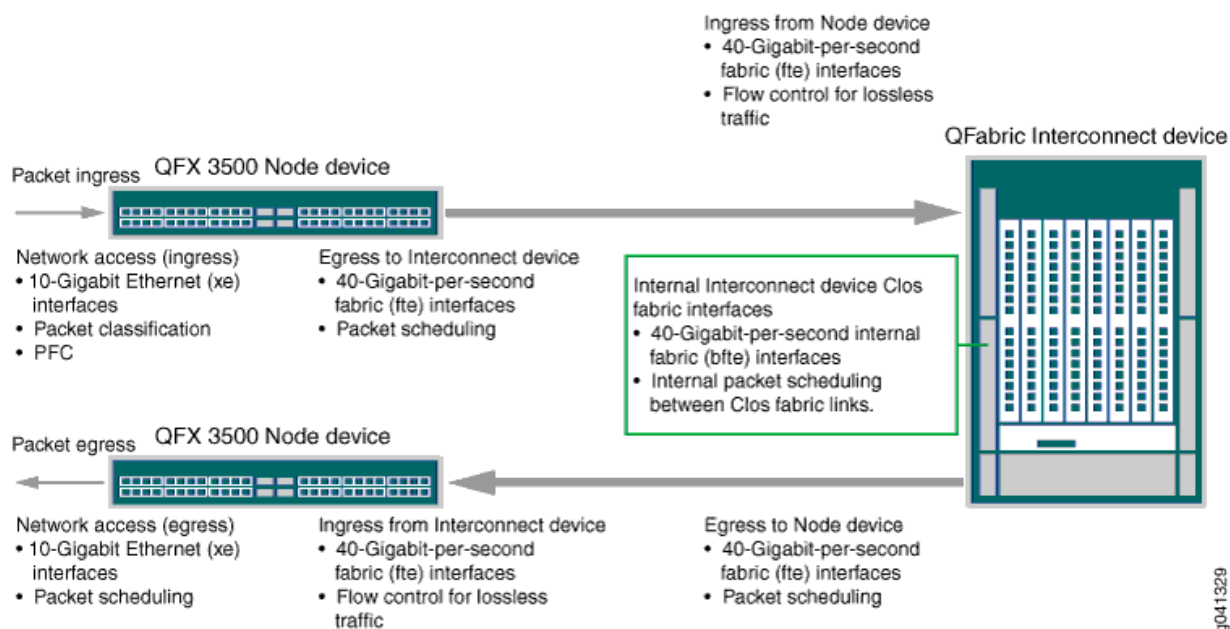 Ingress from Node device
• 40-Gigabit-per-second
fabric (fte) interfaces
• Flow control for lossless
traffic
QFabric Interconnect device
Packet ingress
QFX 3500 Node device
Network access (ingress)
• 10-Gigabit Ethernet (xe)
interfaces
• Packet classification
• PFC
Egress to Interconnect device
• 40-Gigabit-per-second
fabric (fte) interfaces
• Packet scheduling
Internal Interconnect device Clos
fabric interfaces
• 40-Gigabit-per-second internal
fabric (bfte) interfaces
• Internal packet scheduling
between Clos fabric links.
Packet egress
QFX 3500 Node device
Network access (egress)
• 10-Gigabit Ethernet (xe)
interfaces
• Packet scheduling
Ingress from Interconnect device
• 40-Gigabit-per-second
fabric (fte) interfaces
• Flow control for lossless
traffic
Egress to Node device
• 40-Gigabit-per-second
fabric (fte) interfaces
• Packet scheduling
g041329